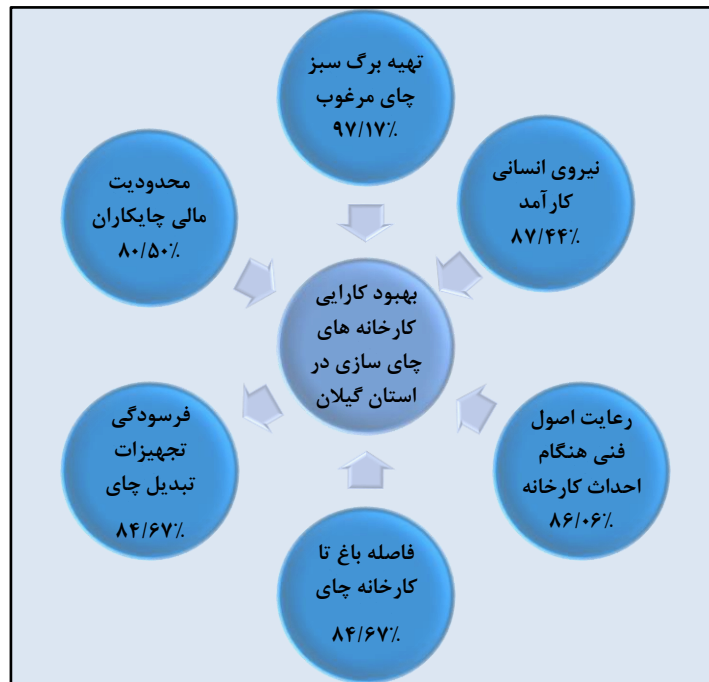 تهیه برگ سبز
چای مرغوب
۹۷/۱۷٪
نیروی انسانی
کارآمد
۸۷/۴۴٪
محدودیت
مالی چایکاران
۸۰/۵۰٪
بهبود کارایی
کارخانه های
چای سازی در
استان گیلان
رعایت اصول
فنی هنگام
احداث کارخانه
۸۶/۰۶٪
فرسودگی
تجهیزات
تبدیل چای
۸۴/۶۷٪
فاصله باغ تا
کارخانه چای
۸۴/۶۷٪